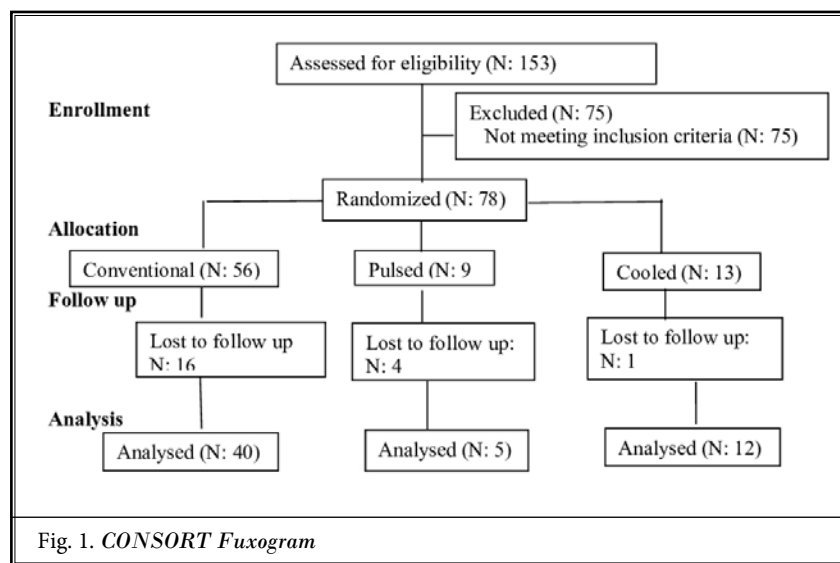 Assessed for eligibility (N: 153)
Enrollment
Excluded (N: 75)
Not meeting inclusion criteria (N: 75)
Randomized (N: 78)
Allocation
Conventional (N: 56)
Pulsed (N: 9)
Cooled (N: 13)
Follow up
Lost to follow up
N: 16
Lost to follow up:
N: 4
Lost to follow up:
N: 1
Analysis
Analysed (N: 40)
Analysed (N: 5)
Analysed (N: 12)
Fig. 1. CONSORT Fuxogram